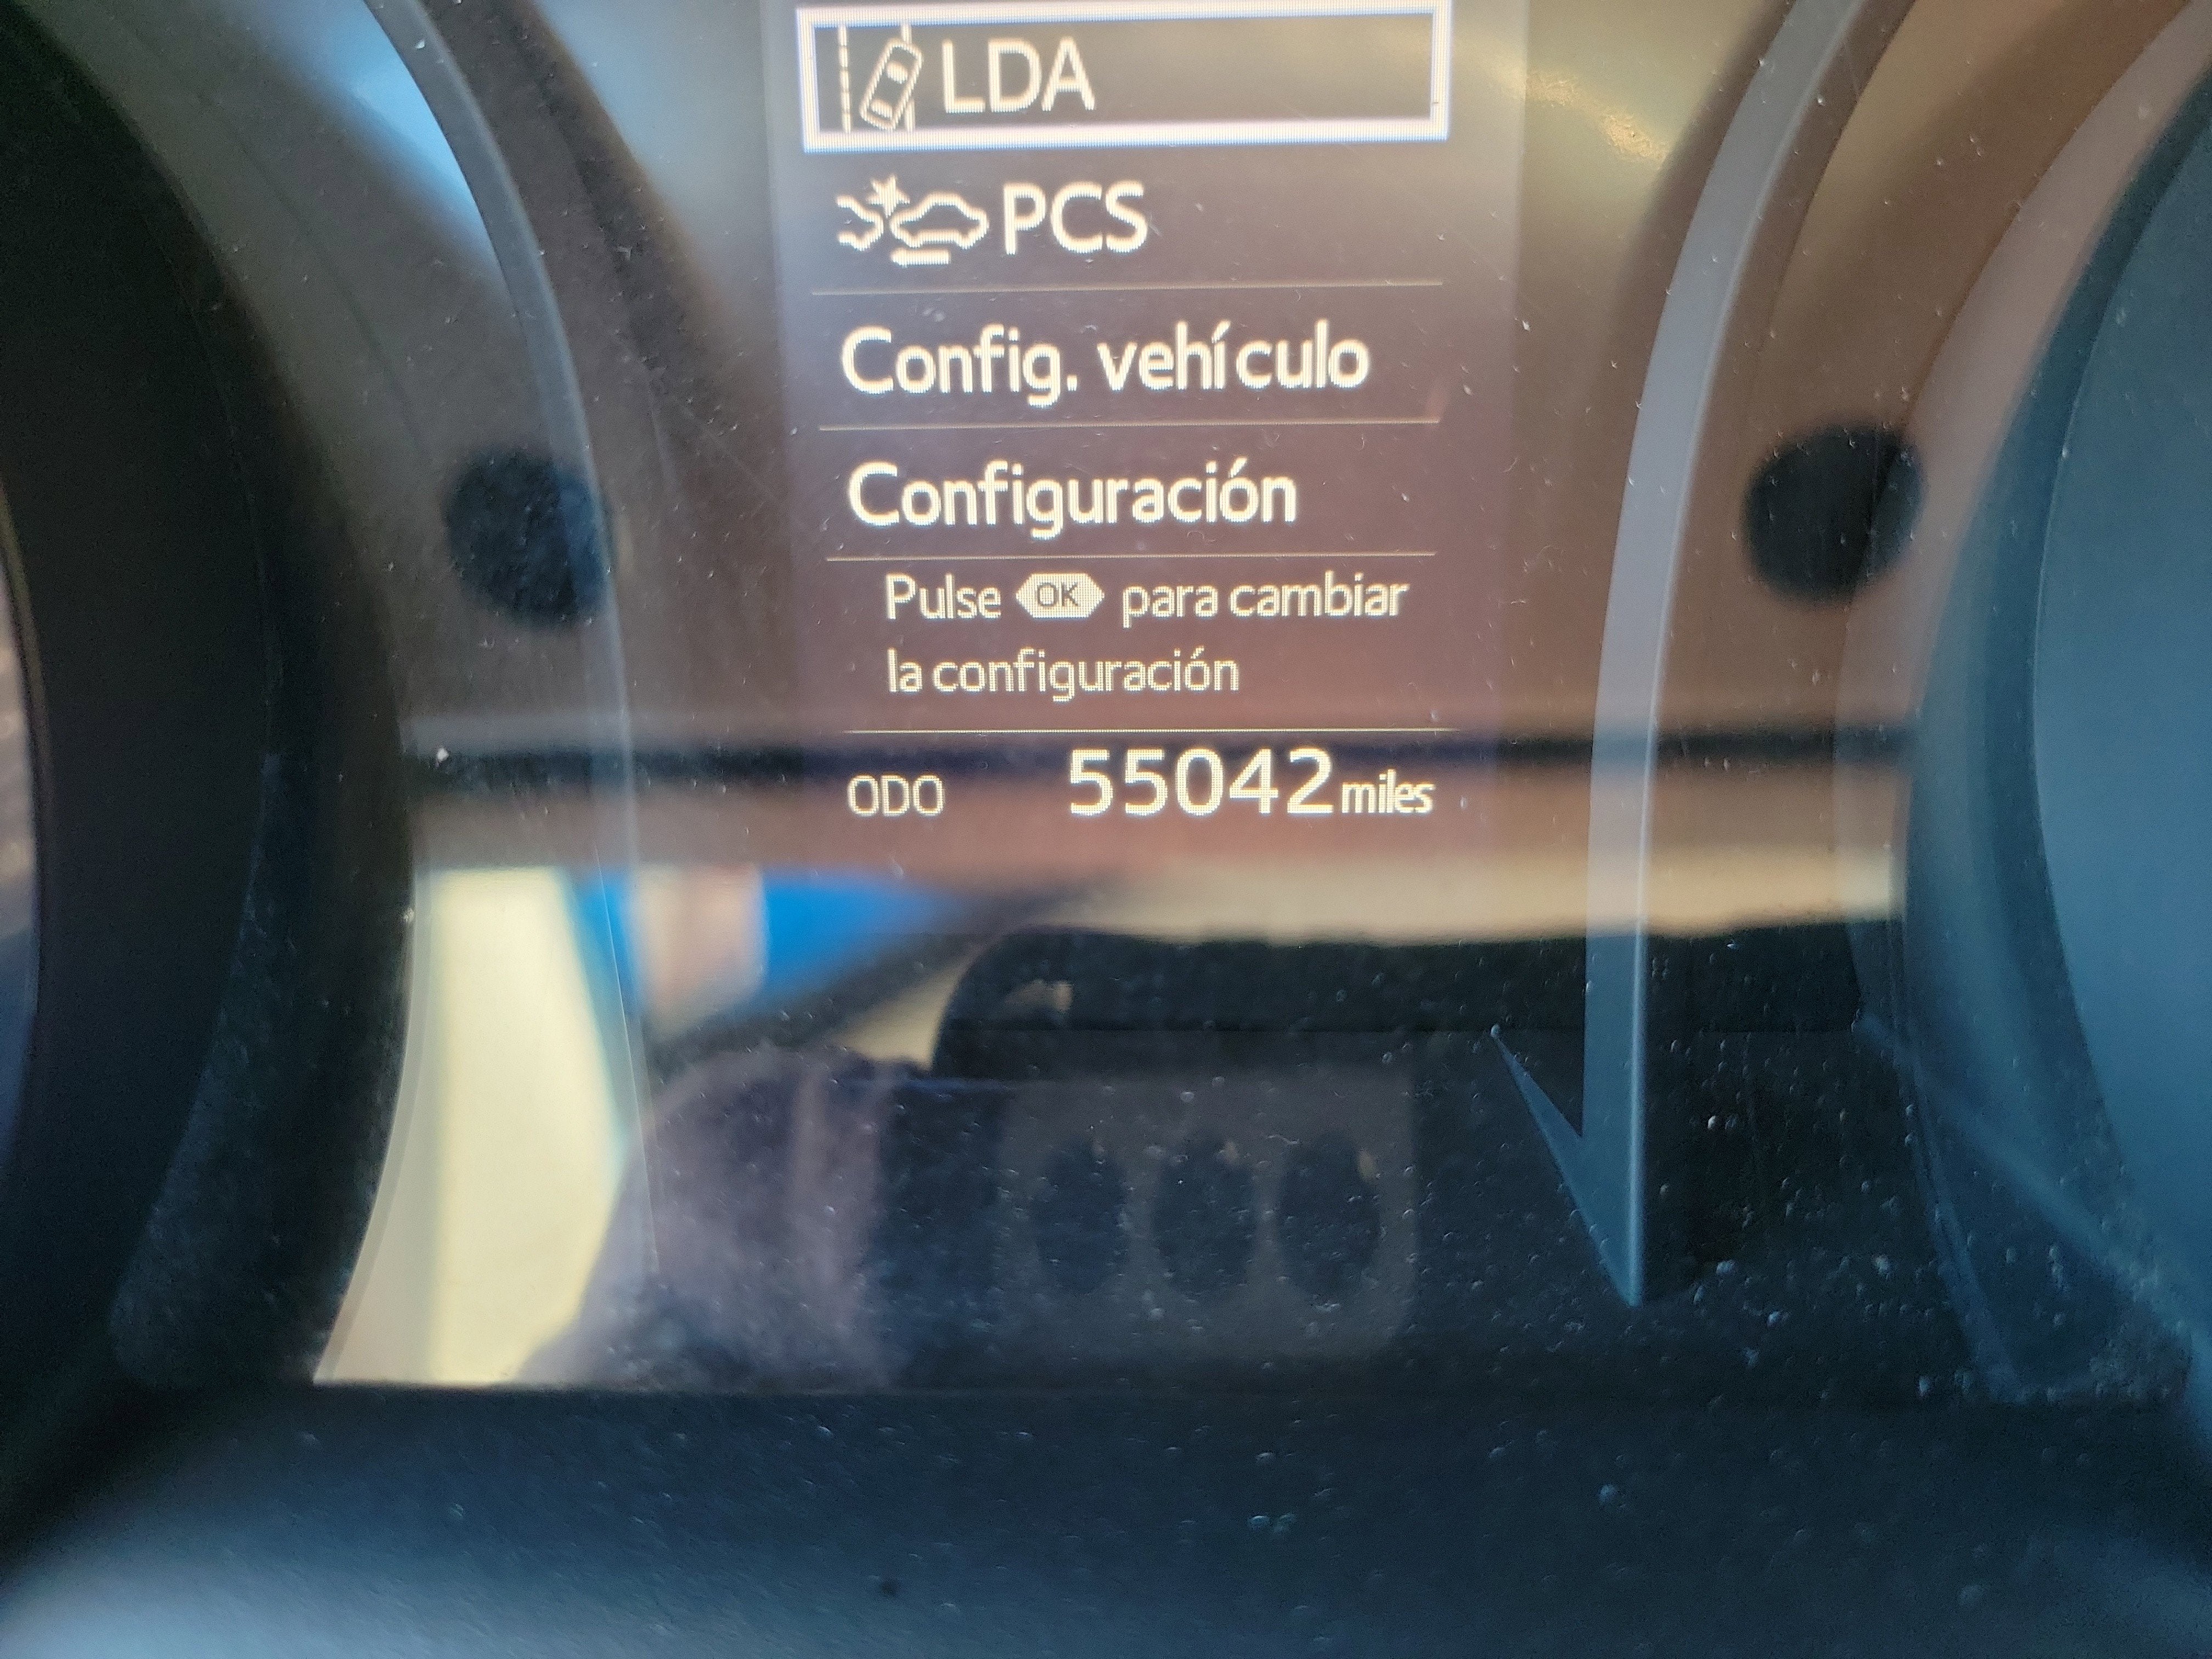 LDA
PCS
Config. vehículo
Configuración
Pulse OK para cambiar
la configuración
ODO 55042 miles